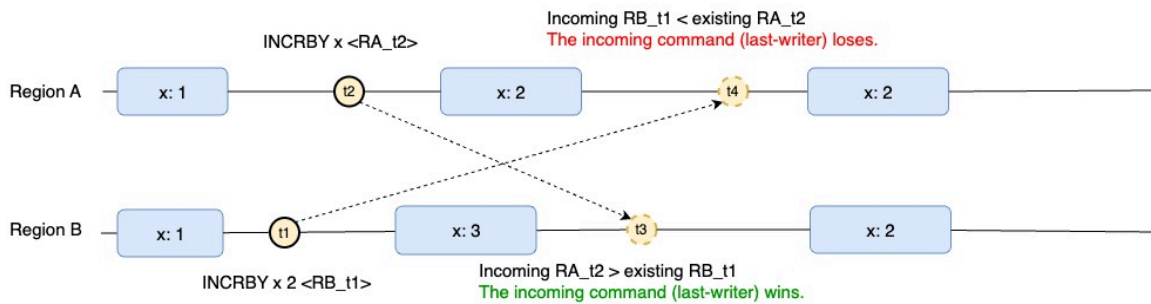 Incoming RB_t1 < existing RA_t2
The incoming command (last-writer) loses.
INCRBY x <RA_t2>
Region A
x: 1
t2
x: 2
t4
x: 2
Region B
x: 1
t1
x: 3
t3
x: 2
INCRBY x 2 <RB_t1>
Incoming RA_t2 > existing RB_t1
The incoming command (last-writer) wins.